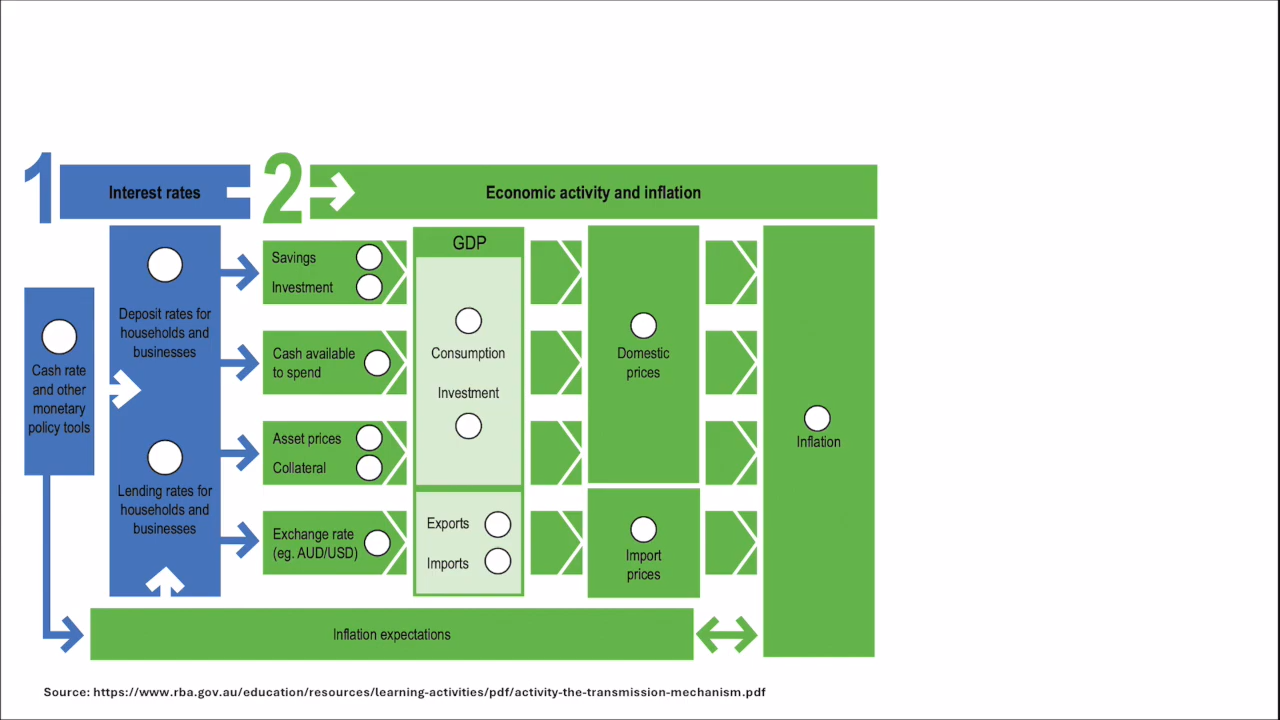 1
Interest rates
2
Economic activity and inflation
Cash rate
and other
monetary
policy tools
Deposit rates for
households and
businesses
Lending rates for
households and
businesses
Savings
Investment
Cash available
to spend
Asset prices
Collateral
Exchange rate
(eg. AUD/USD)
GDP
Consumption
Investment
Exports
Imports
Domestic
prices
Import
prices
Inflation
Inflation expectations
Source: https://www.rba.gov.au/education/resources/learning-activities/pdf/activity-the-transmission-mechanism.pdf